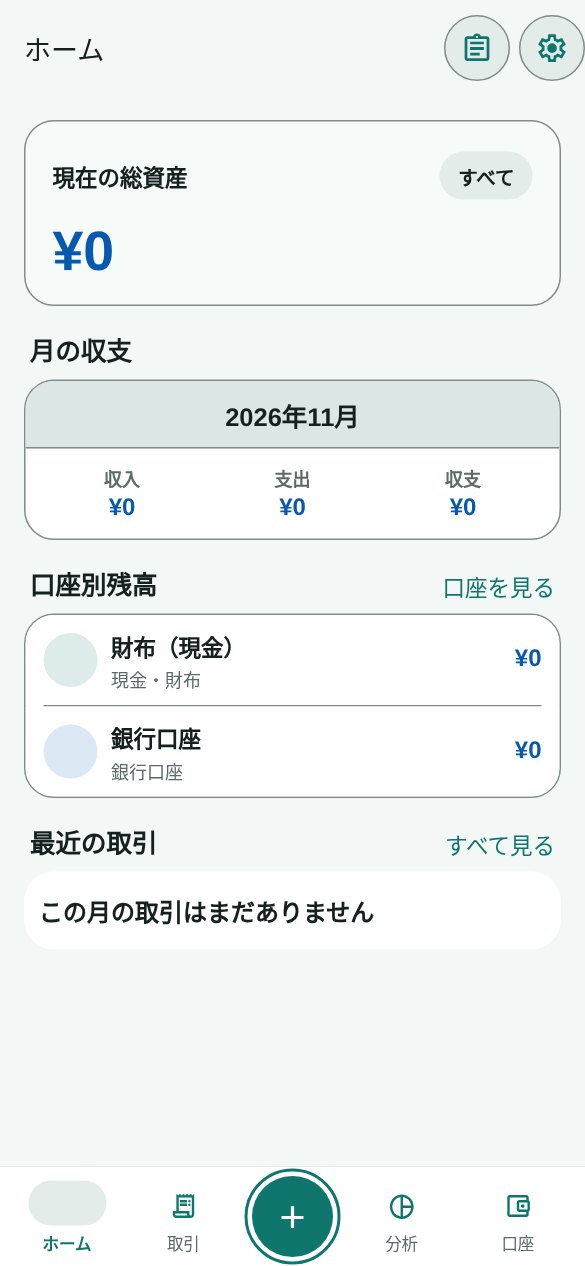 ホーム
現在の総資産
すべて
¥0
月の収支
2026年11月
収入 支出 収支
¥0 ¥0 ¥0
口座別残高 口座を見る
財布（現金）
現金・財布
¥0
銀行口座
銀行口座
¥0
最近の取引 すべて見る
この月の取引はまだありません
ホーム 取引 分析 口座